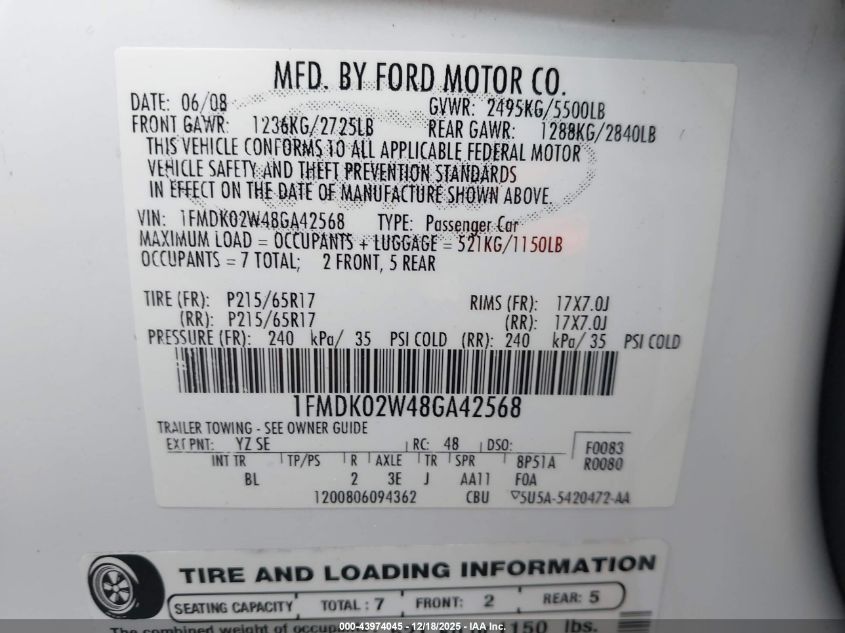 MFD. BY FORD MOTOR CO.
DATE: 06/08 GVWR: 2495KG/5500LB
FRONT GAWR: 1236KG/2725LB REAR GAWR: 1288KG/2840LB
THIS VEHICLE CONFORMS TO ALL APPLICABLE FEDERAL MOTOR
VEHICLE SAFETY AND THEFT PREVENTION STANDARDS
IN EFFECT ON THE DATE OF MANUFACTURE SHOWN ABOVE.
VIN: 1FMDK02W48GA42568 TYPE: Passenger Car
MAXIMUM LOAD = OCCUPANTS + LUGGAGE = 521KG/1150LB
OCCUPANTS = 7 TOTAL; 2 FRONT, 5 REAR
TIRE (FR): P215/65R17 RIMS (FR): 17X7.0J
(RR): P215/65R17 (RR): 17X7.0J
PRESSURE (FR): 240 kPa/ 35 PSI COLD (RR): 240 kPa/ 35 PSI COLD
1FMDK02W48GA42568
TRAILER TOWING - SEE OWNER GUIDE
EXT PNT: YZ SE RC: 48 DSO: F0083
INT TR TP/PS R AXLE TR SPR 8P51A R0080
BL 2 3E J AA11 F0A
1200806094362 CBU ▽5U5A-5420472-AA
TIRE AND LOADING INFORMATION
SEATING CAPACITY TOTAL: 7 FRONT: 2 REAR: 5
The combined weight of 150 lbs.
000-43974045 - 12/18/2025 - IAA Inc.